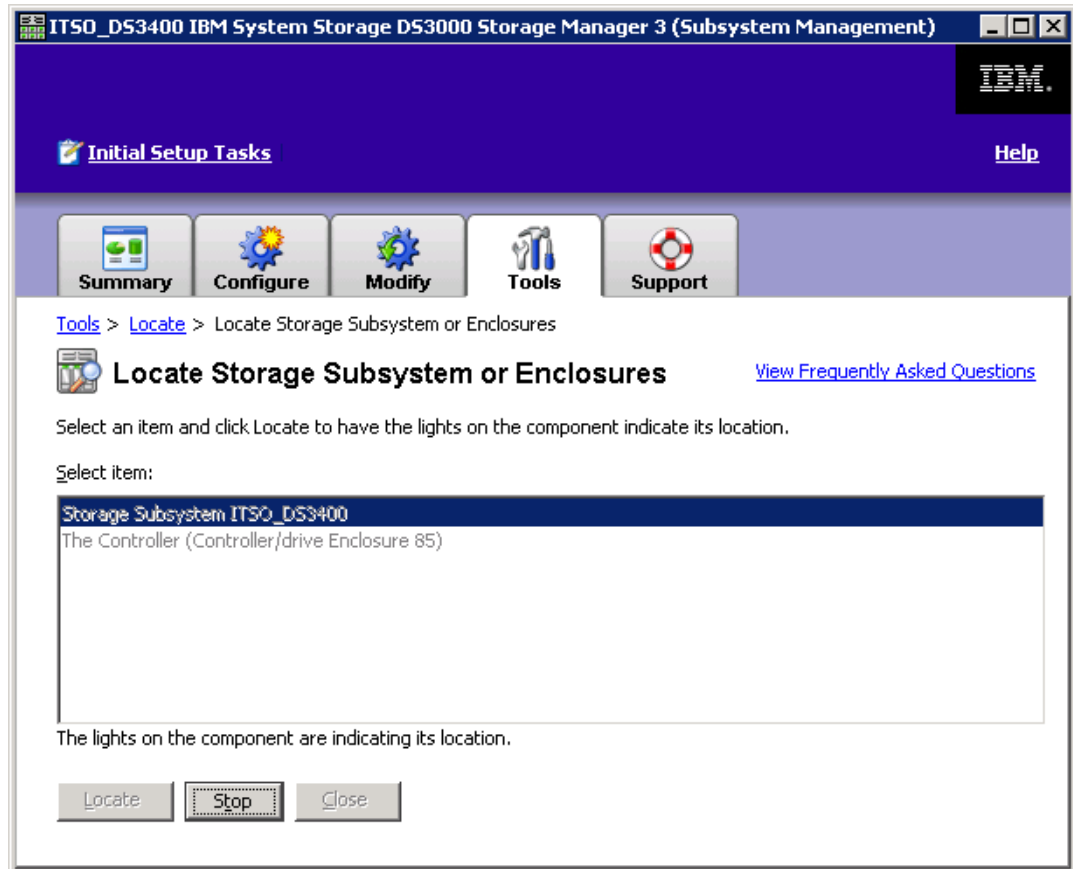 ITSO_DS3400 IBM System Storage DS3000 Storage Manager 3 (Subsystem Management)
IBM.
Initial Setup Tasks
Help
Summary
Configure
Modify
Tools
Support
Tools > Locate > Locate Storage Subsystem or Enclosures
Locate Storage Subsystem or Enclosures
View Frequently Asked Questions
Select an item and click Locate to have the lights on the component indicate its location.
Select item:
Storage Subsystem ITSO_DS3400
The Controller (Controller/drive Enclosure 85)
The lights on the component are indicating its location.
Locate
Stop
Close